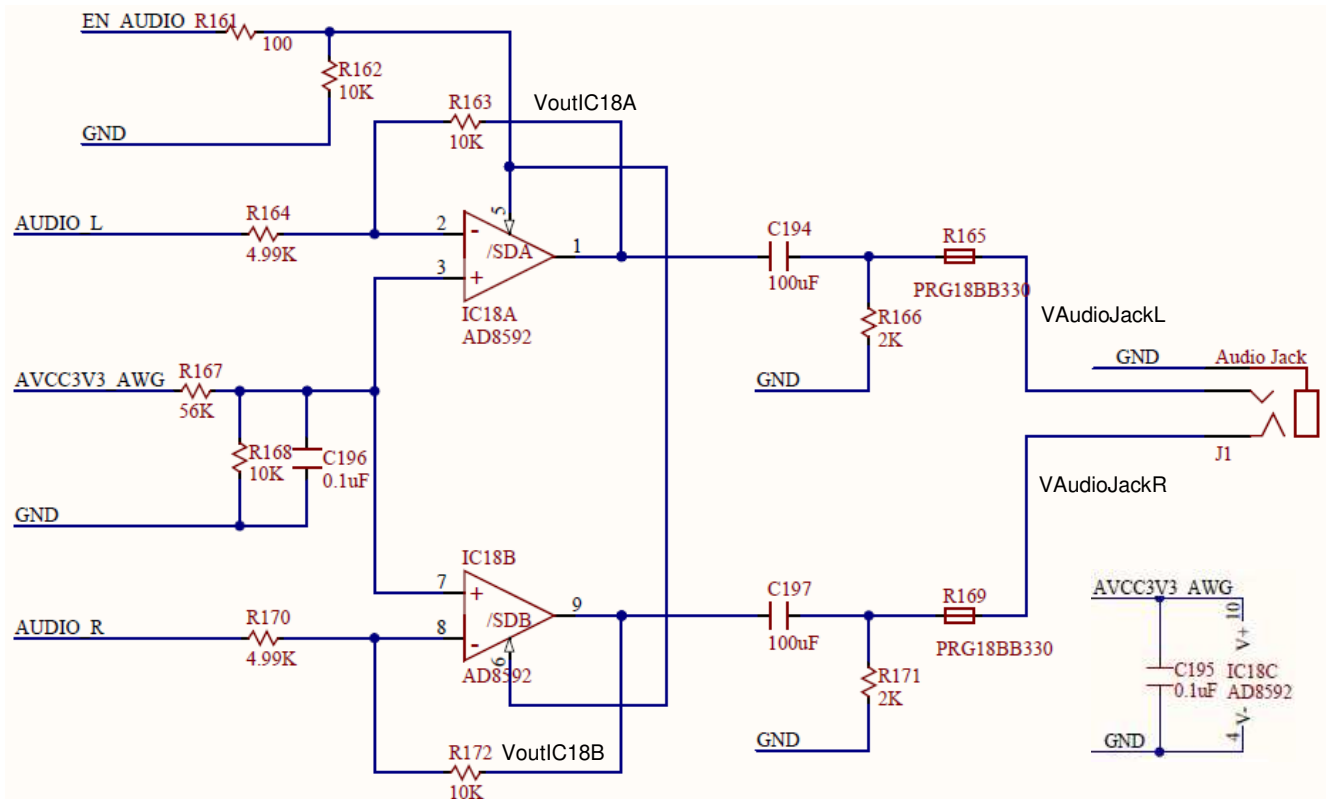 EN_AUDIO R161
100
R162
10K
GND
R163
10K
VoutIC18A
AUDIO_L
R164
4.99K
2
-
5
/SDA
3
+
1
IC18A
AD8592
C194
100uF
R165
PRG18BB330
R166
2K
GND
VAudioJackL
GND
Audio Jack
J1
AVCC3V3_AWG
R167
56K
R168
10K
C196
0.1uF
GND
VAudioJackR
IC18B
7
+
9
/SDB
8
-
6
AD8592
AUDIO_R
R170
4.99K
C197
100uF
R169
PRG18BB330
R171
2K
GND
R172
10K
VoutIC18B
AVCC3V3_AWG
10
V+
C195
0.1uF
IC18C
AD8592
V-
4
GND